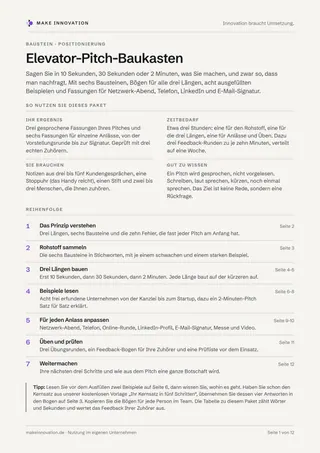 MAKE INNOVATION
Innovation braucht Umsetzung.
BAUSTEIN · POSITIONIERUNG
Elevator-Pitch-Baukasten
Sagen Sie in 10 Sekunden, 30 Sekunden oder 2 Minuten, was Sie machen, und zwar so, dass
man nachfragt. Mit sechs Bausteinen, Bögen für alle drei Längen, acht ausgefüllten
Beispielen und Fassungen für Netzwerk-Abend, Telefon, LinkedIn und E-Mail-Signatur.
SO NUTZEN SIE DIESES PAKET
IHR ERGEBNIS
Drei gesprochene Fassungen Ihres Pitches und
sechs Fassungen für einzelne Anlässe, von der
Vorstellungsrunde bis zur Signatur. Geprüft mit drei
echten Zuhörern.
ZEITBEDARF
Etwa drei Stunden: eine für den Rohstoff, eine für
die drei Längen, eine für Anlässe und Üben. Dazu
drei Feedback-Runden zu je zehn Minuten, verteilt
auf eine Woche.
SIE BRAUCHEN
Notizen aus drei bis fünf Kundengesprächen, eine
Stoppuhr (das Handy reicht), einen Stift und zwei bis
drei Menschen, die Ihnen zuhören.
GUT ZU WISSEN
Ein Pitch wird gesprochen, nicht vorgelesen.
Schreiben, laut sprechen, kürzen, noch einmal
sprechen. Das Ziel ist keine Rede, sondern eine
Rückfrage.
REIHENFOLGE
1 Das Prinzip verstehen Seite 2
Drei Längen, sechs Bausteine und die zehn Fehler, die fast jeder Pitch am Anfang hat.
2 Rohstoff sammeln Seite 3
Die sechs Bausteine in Stichworten, mit je einem schwachen und einem starken Beispiel.
3 Drei Längen bauen Seite 4-6
Erst 10 Sekunden, dann 30 Sekunden, dann 2 Minuten. Jede Länge baut auf der kürzeren auf.
4 Beispiele lesen Seite 6-8
Acht frei erfundene Unternehmen von der Kanzlei bis zum Startup, dazu ein 2-Minuten-Pitch
Satz für Satz erklärt.
5 Für jeden Anlass anpassen Seite 9-10
Netzwerk-Abend, Telefon, Online-Runde, LinkedIn-Profil, E-Mail-Signatur, Messe und Video.
6 Üben und prüfen Seite 11
Drei Übungsrunden, ein Feedback-Bogen für Ihre Zuhörer und eine Prüfliste vor dem Einsatz.
7 Weitermachen Seite 12
Ihre nächsten drei Schritte und wie aus dem Pitch eine ganze Botschaft wird.
Tipp: Lesen Sie vor dem Ausfüllen zwei Beispiele auf Seite 6, dann wissen Sie, wohin es geht. Haben Sie schon den
Kernsatz aus unserer kostenlosen Vorlage „Ihr Kernsatz in fünf Schritten“, übernehmen Sie dessen vier Antworten in
den Bogen auf Seite 3. Kopieren Sie die Bögen für jede Person im Team. Die Tabelle zu diesem Paket zählt Wörter
und Sekunden und wertet das Feedback Ihrer Zuhörer aus.
makeinnovation.de · Nutzung im eigenen Unternehmen
Seite 1 von 12